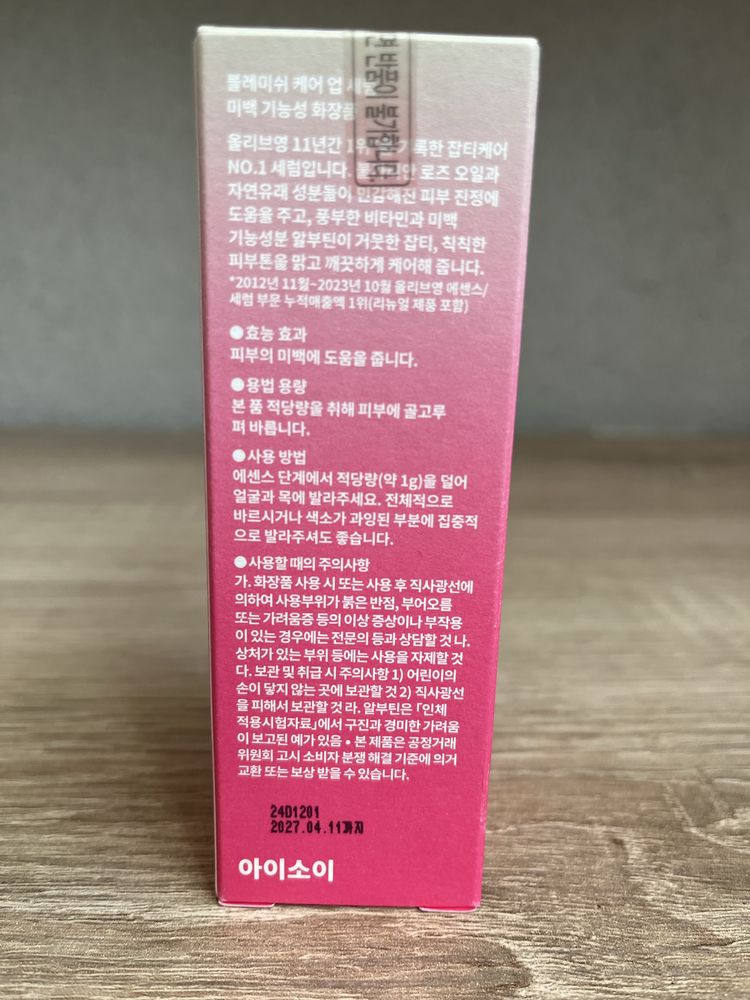 면 반품이 불가합니다.
블레미쉬 케어 업
미백 기능성 화장품
올리브영 11년간 1위 기록한 잡티케어
NO.1 세럼입니다. 로즈 오일과
자연유래 성분들이 민감해진 피부 진정에
도움을 주고, 풍부한 비타민과 미백
기능성분 알부틴이 거뭇한 잡티, 칙칙한
피부톤을 맑고 깨끗하게 케어해 줍니다.
*2012년 11월~2023년 10월 올리브영 에센스/
세럼 부문 누적매출액 1위(리뉴얼 제품 포함)
●효능 효과
피부의 미백에 도움을 줍니다.
●용법 용량
본 품 적당량을 취해 피부에 골고루
펴 바릅니다.
●사용 방법
에센스 단계에서 적당량(약 1g)을 덜어
얼굴과 목에 발라주세요. 전체적으로
바르시거나 색소가 과잉된 부분에 집중적
으로 발라주셔도 좋습니다.
●사용할 때의 주의사항
가. 화장품 사용 시 또는 사용 후 직사광선에
의하여 사용부위가 붉은 반점, 부어오름
또는 가려움증 등의 이상 증상이나 부작용
이 있는 경우에는 전문의 등과 상담할 것 나.
상처가 있는 부위 등에는 사용을 자제할 것
다. 보관 및 취급 시 주의사항 1) 어린이의
손이 닿지 않는 곳에 보관할 것 2) 직사광선
을 피해서 보관할 것 라. 알부틴은 「인체
적용시험자료」에서 구진과 경미한 가려움
이 보고된 예가 있음 • 본 제품은 공정거래
위원회 고시 소비자 분쟁 해결 기준에 의거
교환 또는 보상 받을 수 있습니다.
24D1201
2027.04.11까지
아이소이